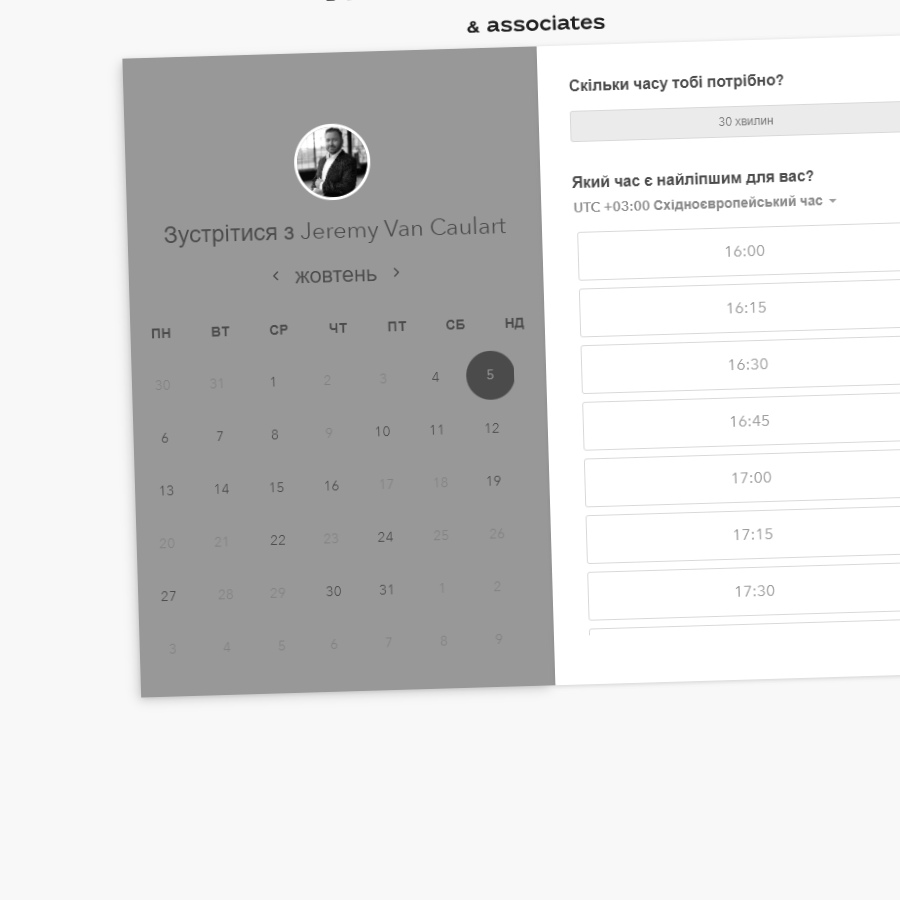 & associates
Зустрітися з Jeremy Van Caulart
жовтень
ПН ВТ СР ЧТ ПТ СБ НД
30 31 1 2 3 4 5
6 7 8 9 10 11 12
13 14 15 16 17 18 19
20 21 22 23 24 25 26
27 28 29 30 31 1 2
3 4 5 6 7 8 9
Скільки часу тобі потрібно?
30 хвилин
Який час є найліпшим для вас?
UTC +03:00 Східноєвропейський час
16:00
16:15
16:30
16:45
17:00
17:15
17:30